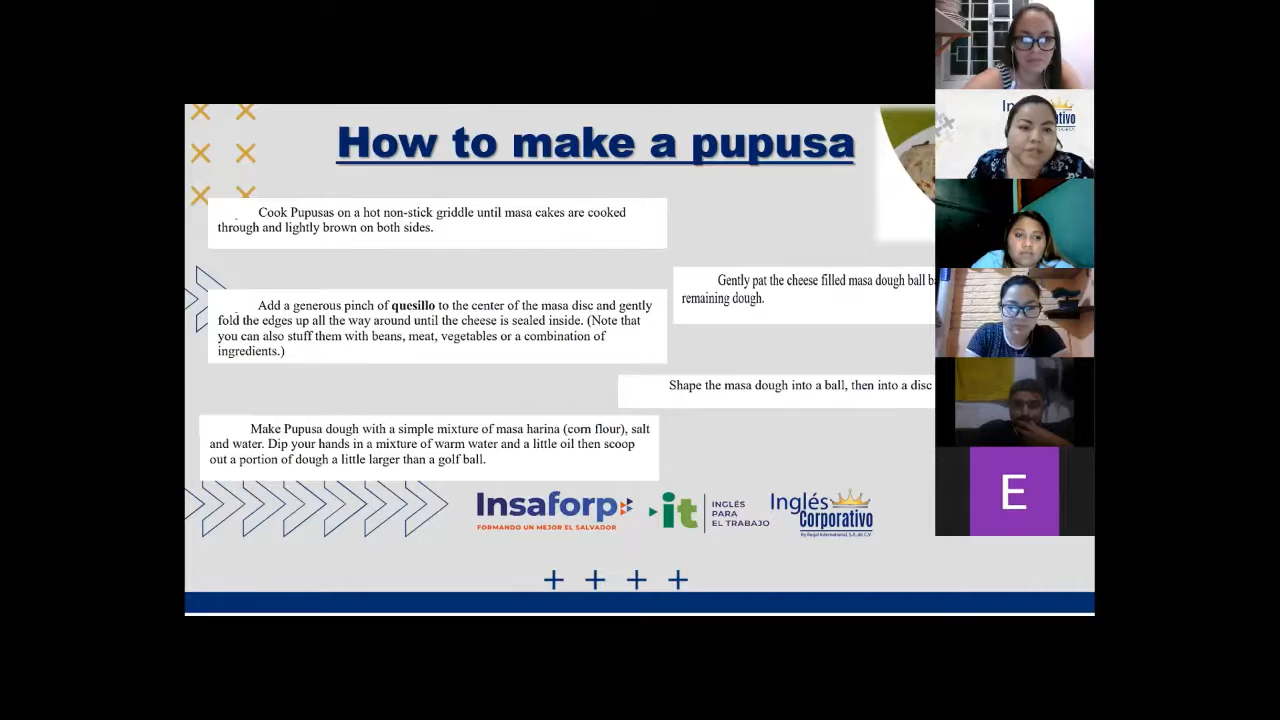 How to make a pupusa
Cook Pupusas on a hot non-stick griddle until masa cakes are cooked
through and lightly brown on both sides.
Gently pat the cheese filled masa dough ball
remaining dough.
Add a generous pinch of quesillo to the center of the masa disc and gently
fold the edges up all the way around until the cheese is sealed inside. (Note that
you can also stuff them with beans, meat, vegetables or a combination of
ingredients.)
Shape the masa dough into a ball, then into a disc
Make Pupusa dough with a simple mixture of masa harina (corn flour), salt
and water. Dip your hands in a mixture of warm water and a little oil then scoop
out a portion of dough a little larger than a golf ball.
Insaforp
FORMANDO UN MEJOR EL SALVADOR
it
INGLÉS
PARA
EL TRABAJO
Inglés
Corporativo
By Regal International, S.A. de C.V
E